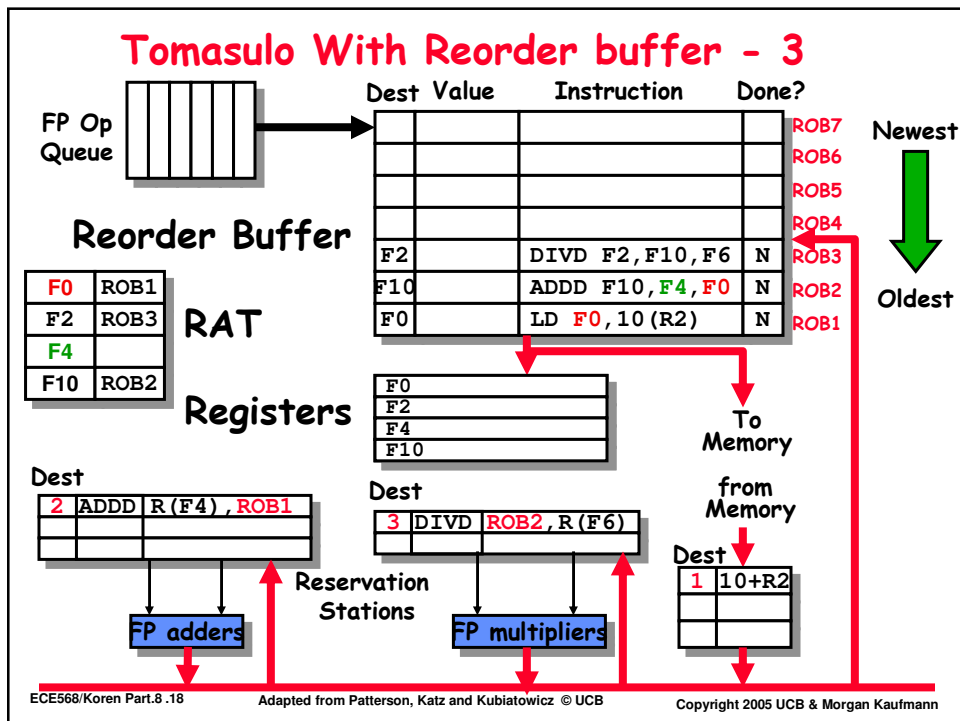 Tomasulo With Reorder buffer - 3
Dest Value Instruction Done?
FP Op
Queue
ROB7
ROB6
ROB5
ROB4
F2 DIVD F2,F10,F6 N ROB3
F10 ADDD F10,F4,F0 N ROB2
F0 LD F0,10(R2) N ROB1
Newest
Oldest
Reorder Buffer
F0 ROB1
F2 ROB3
F4
F10 ROB2
RAT
Registers
F0
F2
F4
F10
To
Memory
from
Memory
Dest
2 ADDD R(F4),ROB1
Dest
3 DIVD ROB2,R(F6)
Dest
1 10+R2
Reservation
Stations
FP adders
FP multipliers
ECE568/Koren Part.8 .18
Adapted from Patterson, Katz and Kubiatowicz © UCB
Copyright 2005 UCB & Morgan Kaufmann